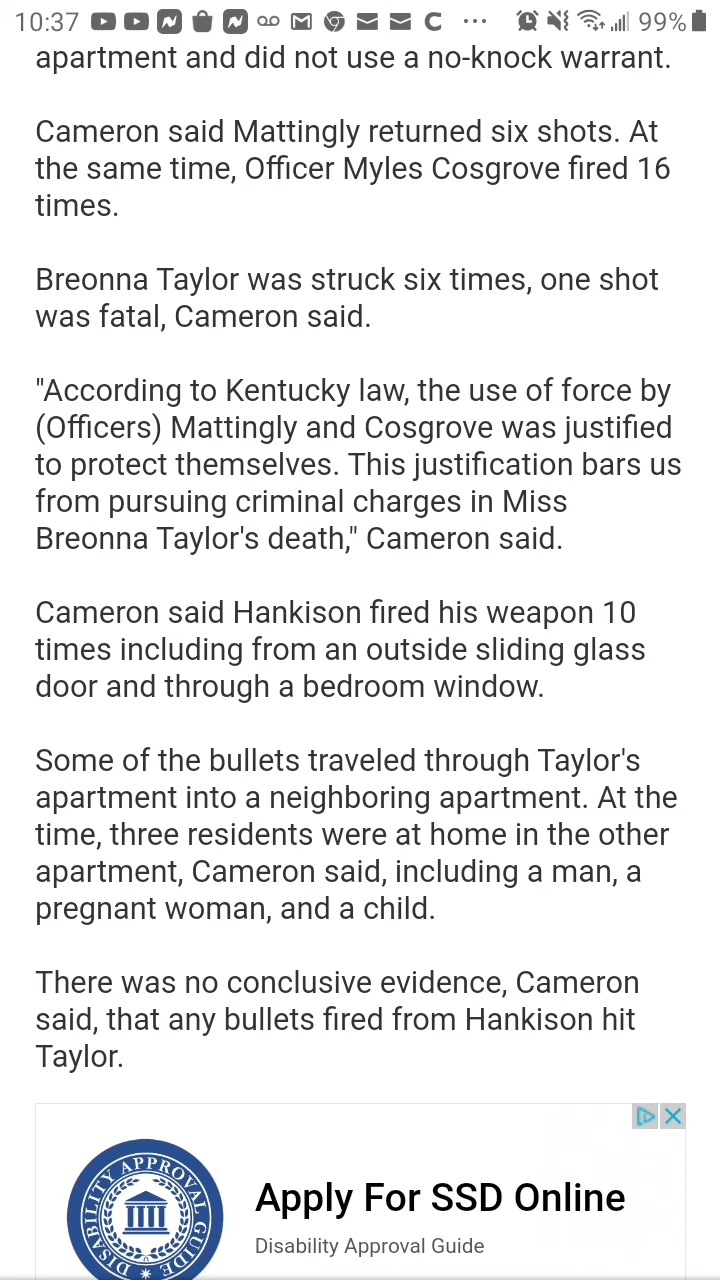 10:37 99%
apartment and did not use a no-knock warrant.
Cameron said Mattingly returned six shots. At
the same time, Officer Myles Cosgrove fired 16
times.
Breonna Taylor was struck six times, one shot
was fatal, Cameron said.
"According to Kentucky law, the use of force by
(Officers) Mattingly and Cosgrove was justified
to protect themselves. This justification bars us
from pursuing criminal charges in Miss
Breonna Taylor's death," Cameron said.
Cameron said Hankison fired his weapon 10
times including from an outside sliding glass
door and through a bedroom window.
Some of the bullets traveled through Taylor's
apartment into a neighboring apartment. At the
time, three residents were at home in the other
apartment, Cameron said, including a man, a
pregnant woman, and a child.
There was no conclusive evidence, Cameron
said, that any bullets fired from Hankison hit
Taylor.
DISABILITY APPROVAL GUIDE
Apply For SSD Online
Disability Approval Guide